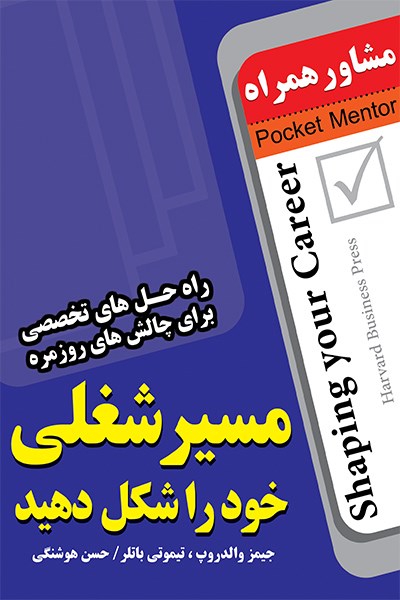 مشاور همراه
Pocket Mentor
Shaping your Career
Harvard Business Press
راه حل های تخصصی
برای چالش های روزمره
مسیر شغلی
خود را شکل دهید
جیمز والدروپ ، تیموتی باتلر / حسن هوشنگی